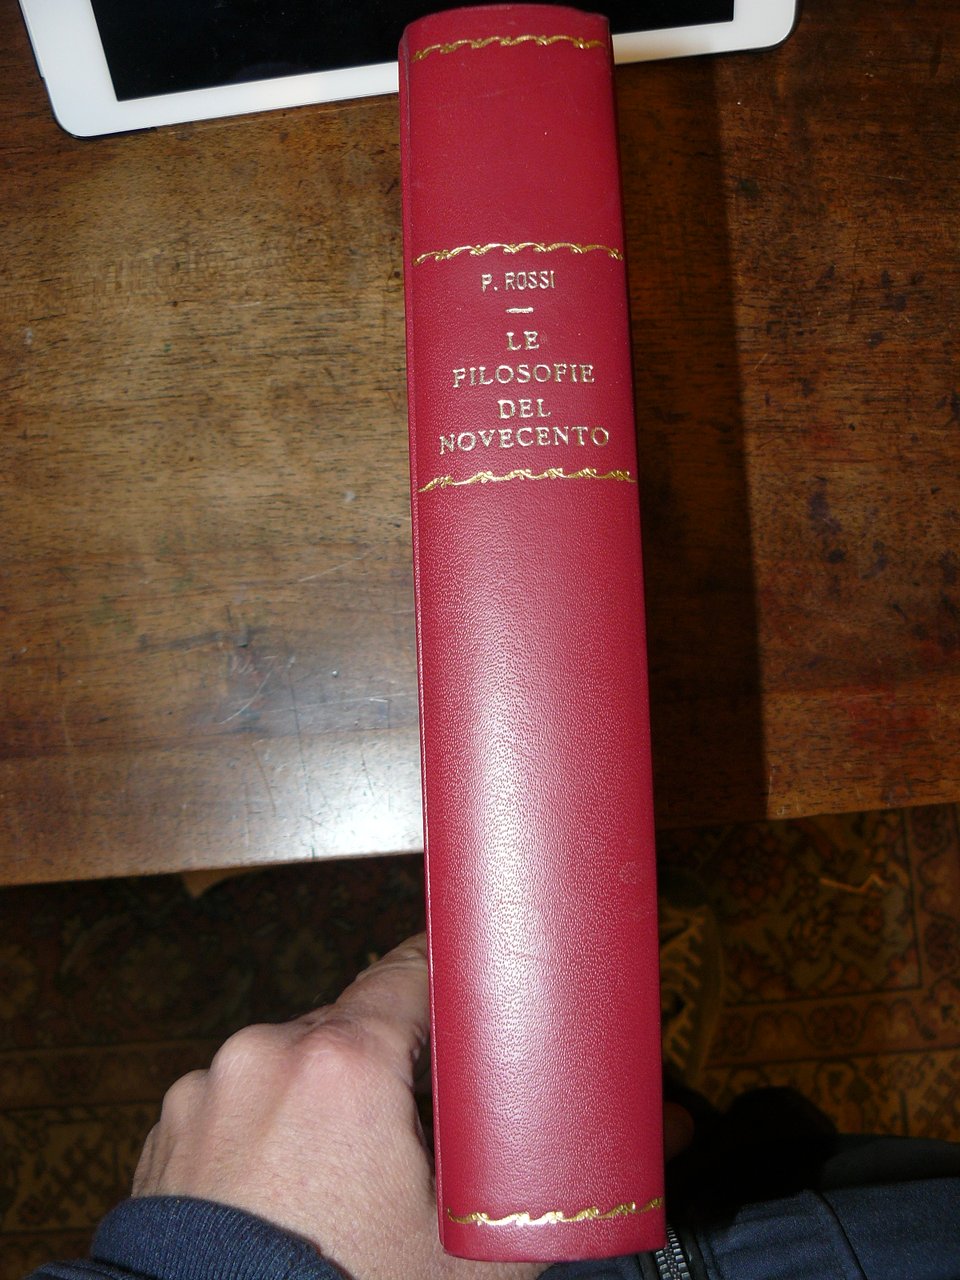 P. ROSSI
LE
FILOSOFIE
DEL
NOVECENTO